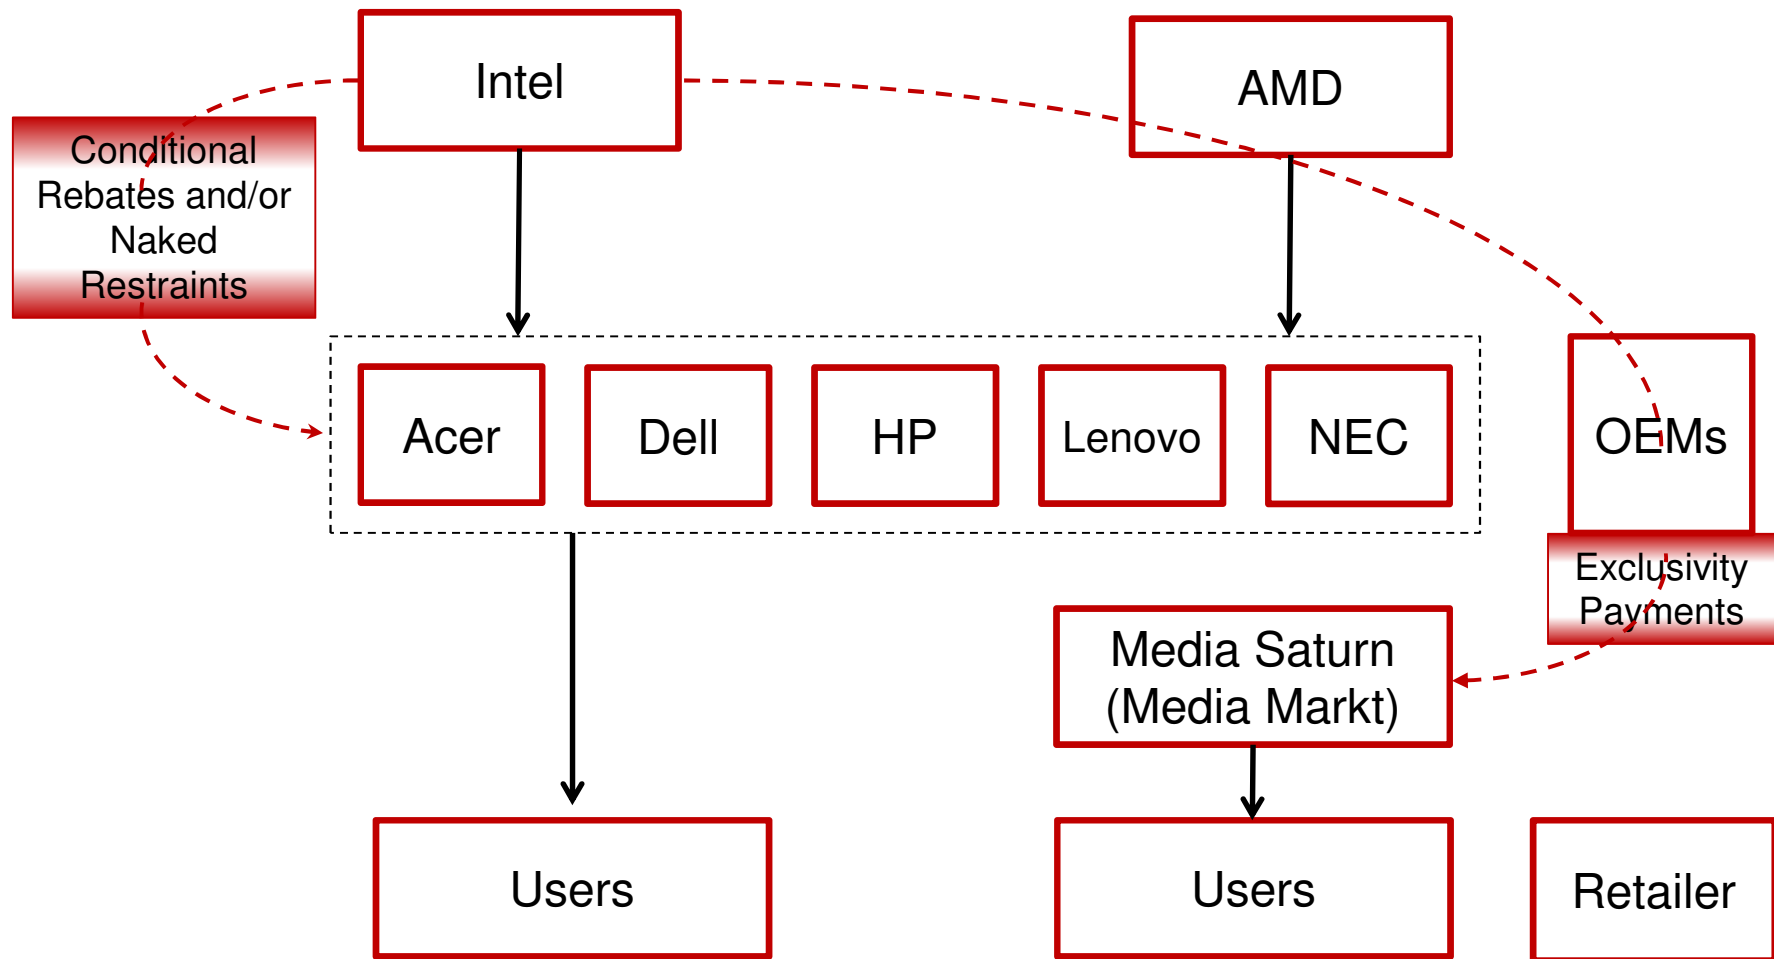 Intel
AMD
Conditional
Rebates and/or
Naked
Restraints
Acer
Dell
HP
Lenovo
NEC
OEMs
Exclusivity
Payments
Media Saturn
(Media Markt)
Users
Users
Retailer